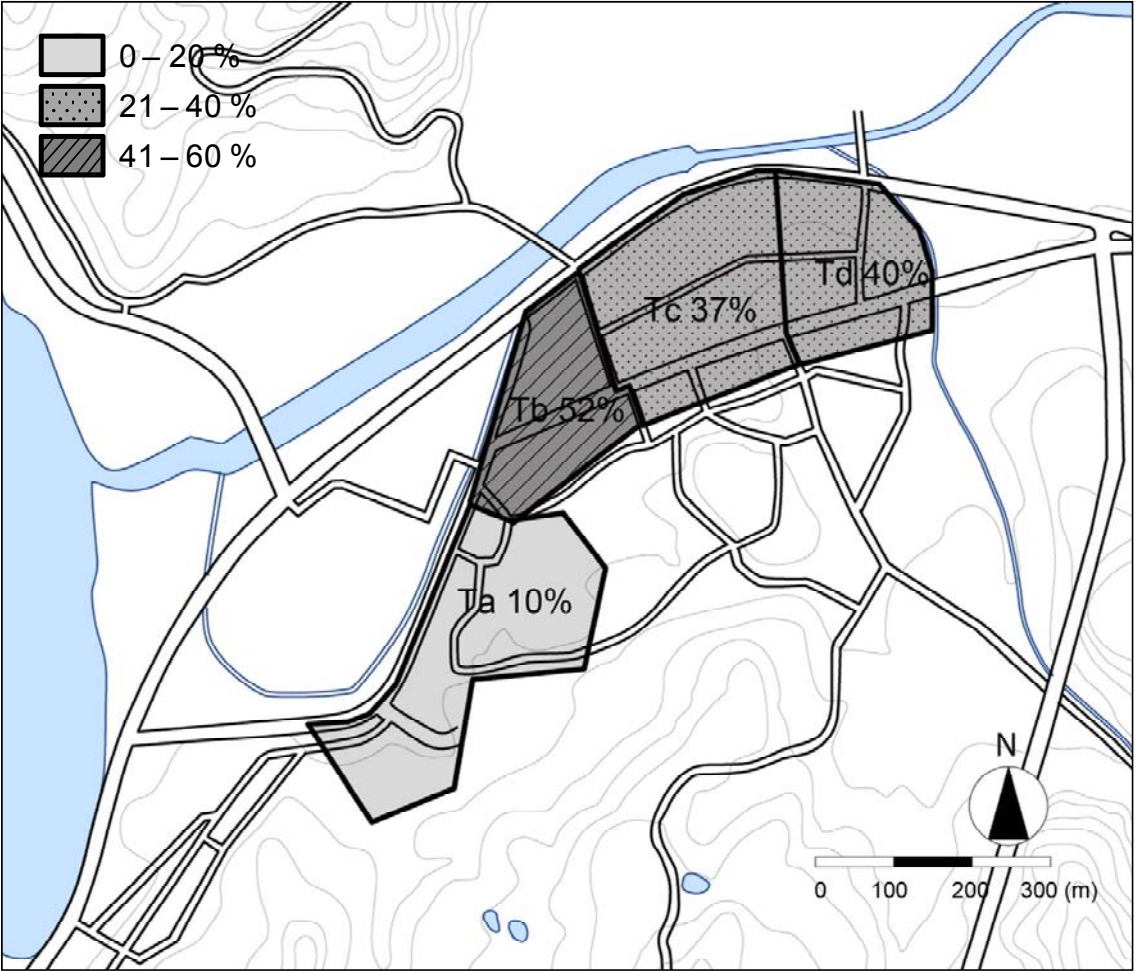 0 – 20 %
21 – 40 %
41 – 60 %
Td 40%
Tc 37%
Tb 52%
Ta 10%
N
0 100 200 300 (m)